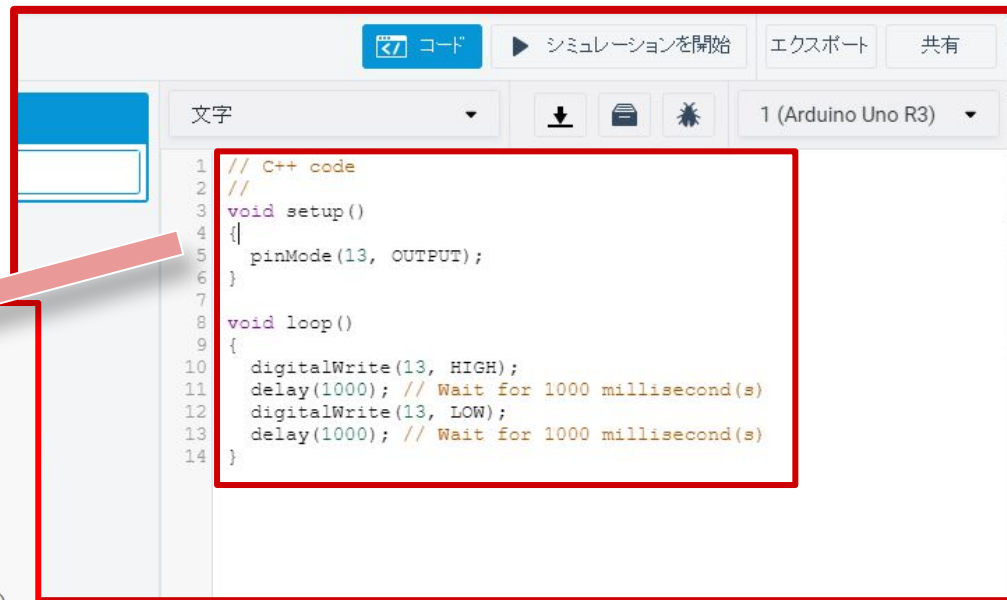 コード
シミュレーションを開始
エクスポート
共有
文字
1 (Arduino Uno R3)
1 // C++ code
2 //
3 void setup()
4 {
5   pinMode(13, OUTPUT);
6 }
7
8 void loop()
9 {
10   digitalWrite(13, HIGH);
11   delay(1000); // Wait for 1000 millisecond(s)
12   digitalWrite(13, LOW);
13   delay(1000); // Wait for 1000 millisecond(s)
14 }